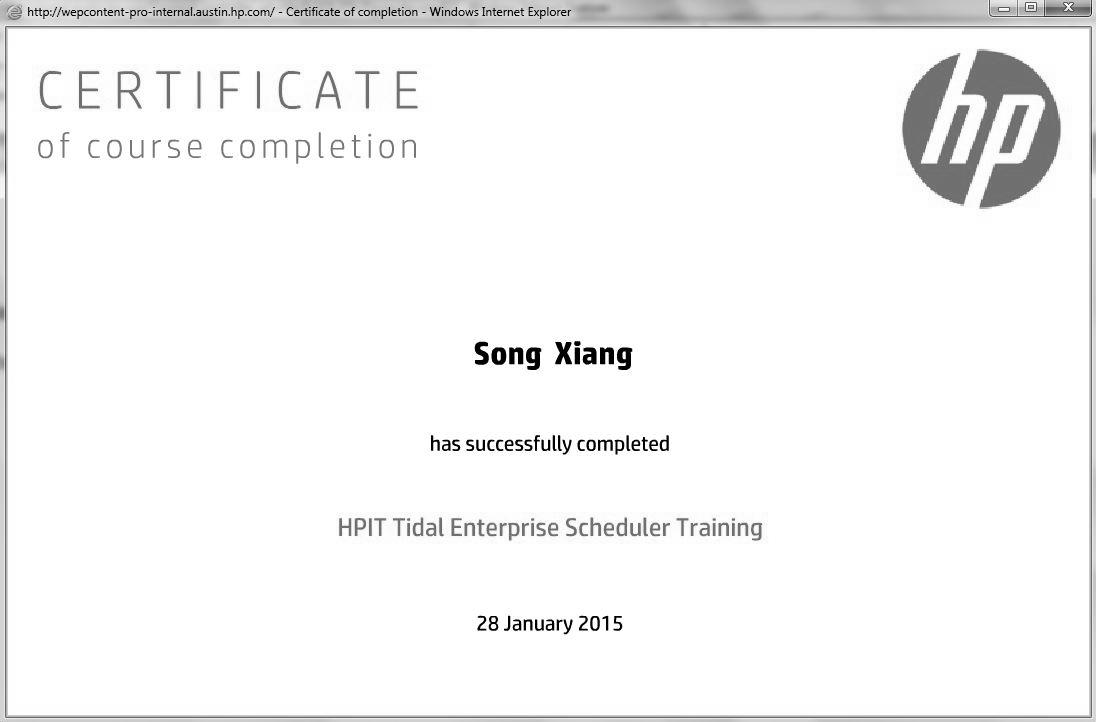 http://wepcontent-pro-internal.austin.hp.com/ - Certificate of completion - Windows Internet Explorer
CERTIFICATE
of course completion
hp
Song Xiang
has successfully completed
HPIT Tidal Enterprise Scheduler Training
28 January 2015